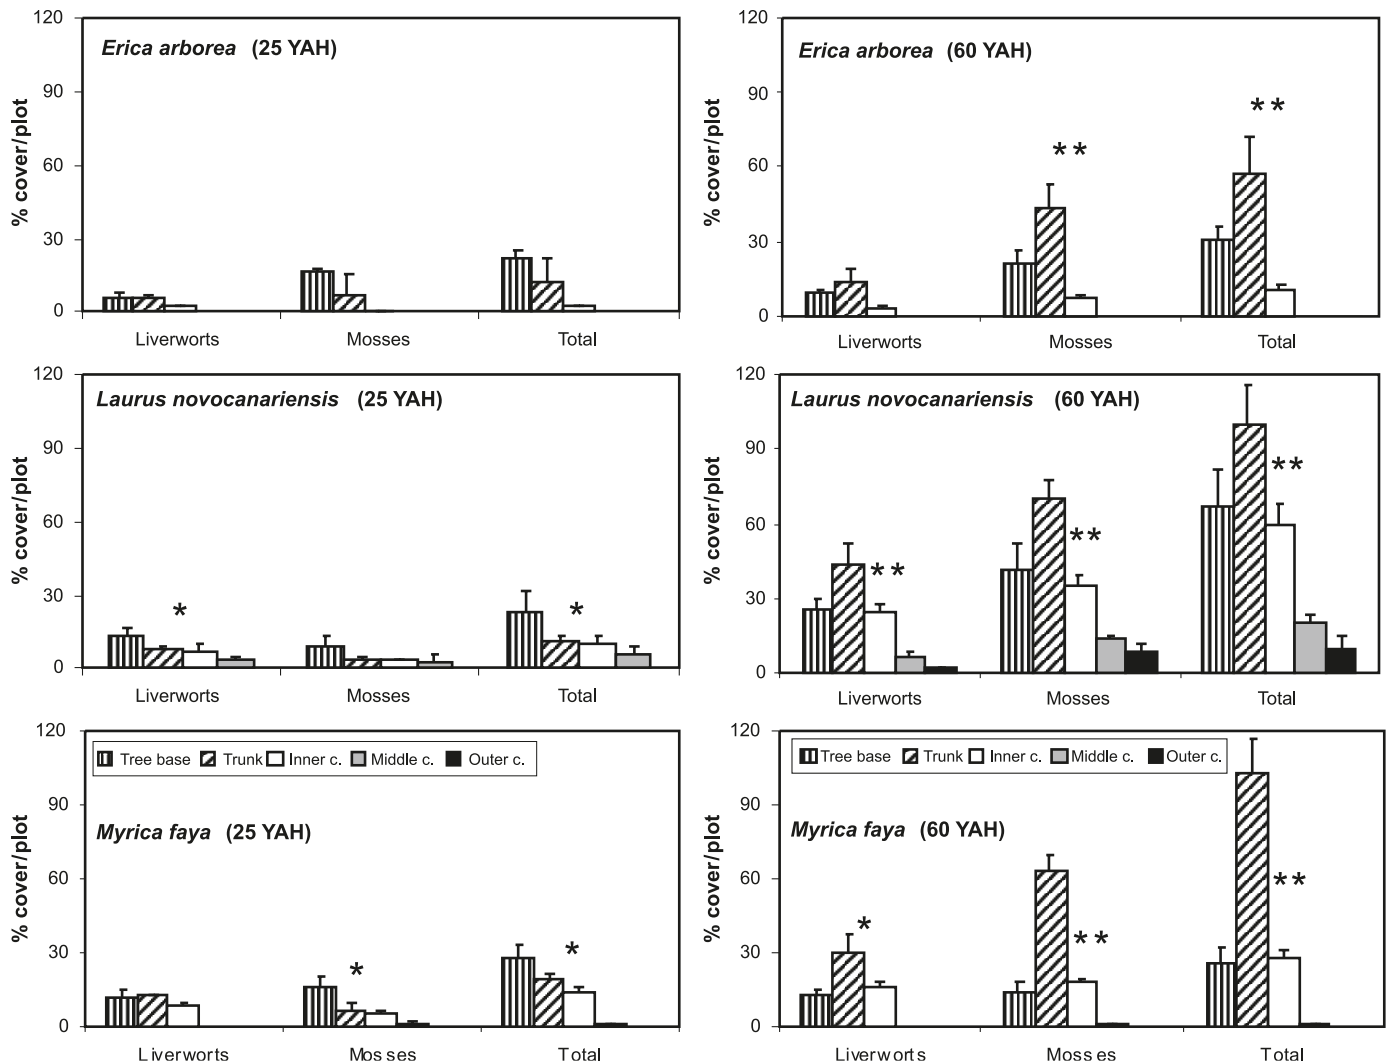 120
90
60
30
0
% cover/plot
Erica arborea (25 YAH)
Liverworts Mosses Total
120
90
60
30
0
% cover/plot
Erica arborea (60 YAH)
** **
Liverworts Mosses Total
120
90
60
30
0
% cover/plot
Laurus novocanariensis (25 YAH)
* *
Liverworts Mosses Total
120
90
60
30
0
% cover/plot
Laurus novocanariensis (60 YAH)
** ** **
Liverworts Mosses Total
120
90
60
30
0
% cover/plot
Tree base Trunk Inner c. Middle c. Outer c.
Myrica faya (25 YAH)
* *
Liverworts Mosses Total
120
90
60
30
0
% cover/plot
Tree base Trunk Inner c. Middle c. Outer c.
Myrica faya (60 YAH)
* ** **
Liverworts Mosses Total